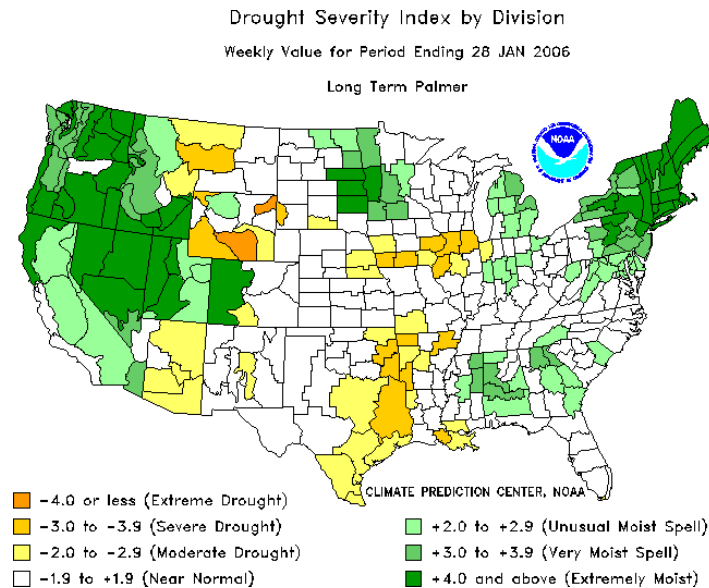 Drought Severity Index by Division
Weekly Value for Period Ending 28 JAN 2006
Long Term Palmer
NOAA
CLIMATE PREDICTION CENTER, NOAA
-4.0 or less (Extreme Drought)
-3.0 to -3.9 (Severe Drought)
-2.0 to -2.9 (Moderate Drought)
-1.9 to +1.9 (Near Normal)
+2.0 to +2.9 (Unusual Moist Spell)
+3.0 to +3.9 (Very Moist Spell)
+4.0 and above (Extremely Moist)